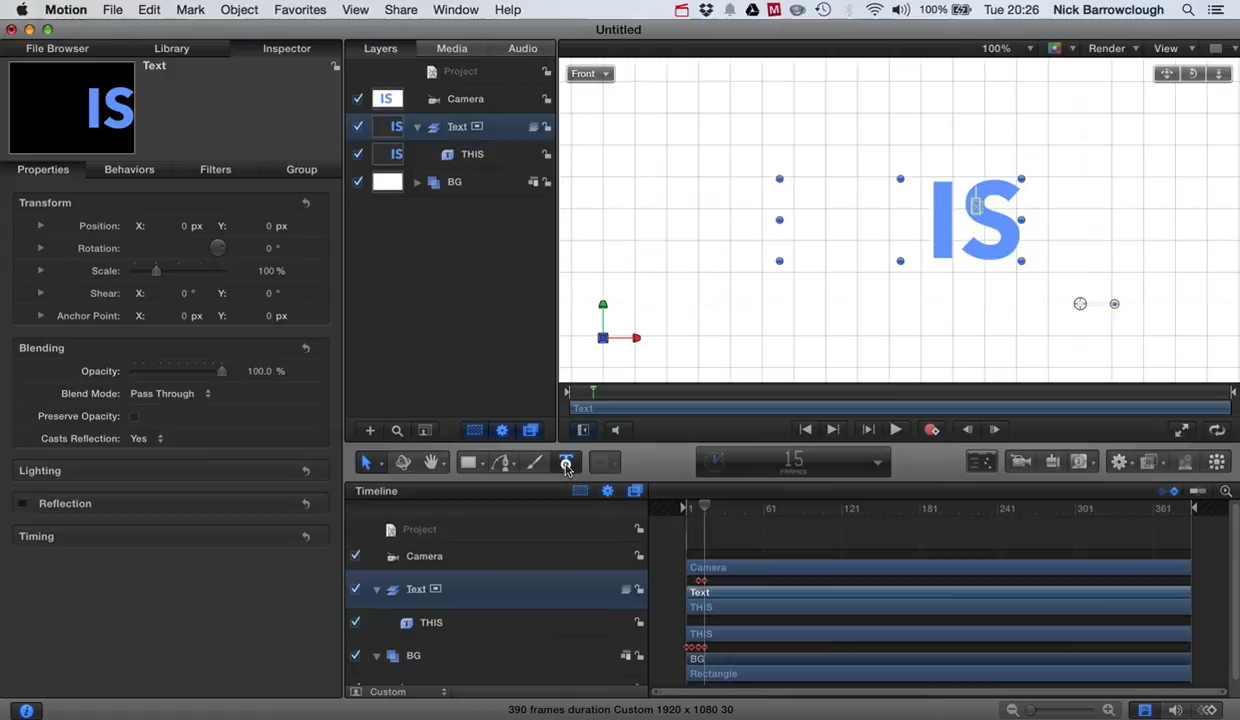 Motion File Edit Mark Object Favorites View Share Window Help 100% Tue 20:26 Nick Barrowclough
Untitled
File Browser Library Inspector Layers Media Audio 100% Render View
Text
IS
Project
Front
IS Camera
Text
IS
THIS
BG
IS
Properties Behaviors Filters Group
Transform
Position: X: 0 px Y: 0 px
Rotation: 0 °
Scale: 100 %
Shear: X: 0 ° Y: 0 °
Anchor Point: X: 0 px Y: 0 px
Blending
Opacity: 100.0 %
Blend Mode: Pass Through
Preserve Opacity:
Casts Reflection: Yes
Lighting
Reflection
Timing
Text
T
15
FRAMES
Timeline
1 61 121 181 241 301 361
Project
Camera
Text
THIS
BG
Camera
Text
THIS
THIS
BG
Rectangle
Custom
390 frames duration Custom 1920 x 1080 30